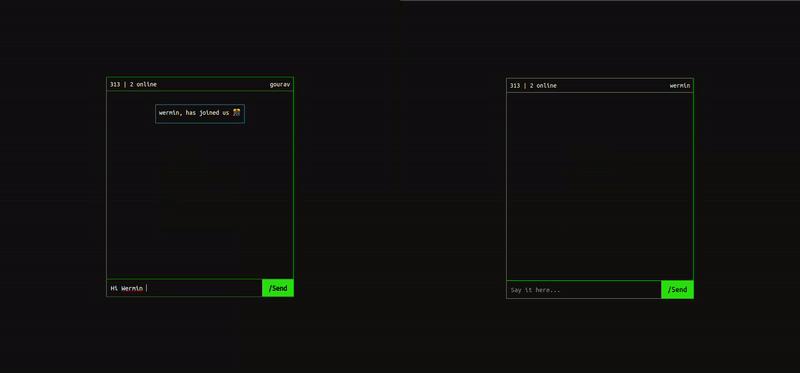 313 | 2 online gourav
wermin, has joined us 🎊
Hi Wermin
/Send
313 | 2 online wermin
Say it here...
/Send